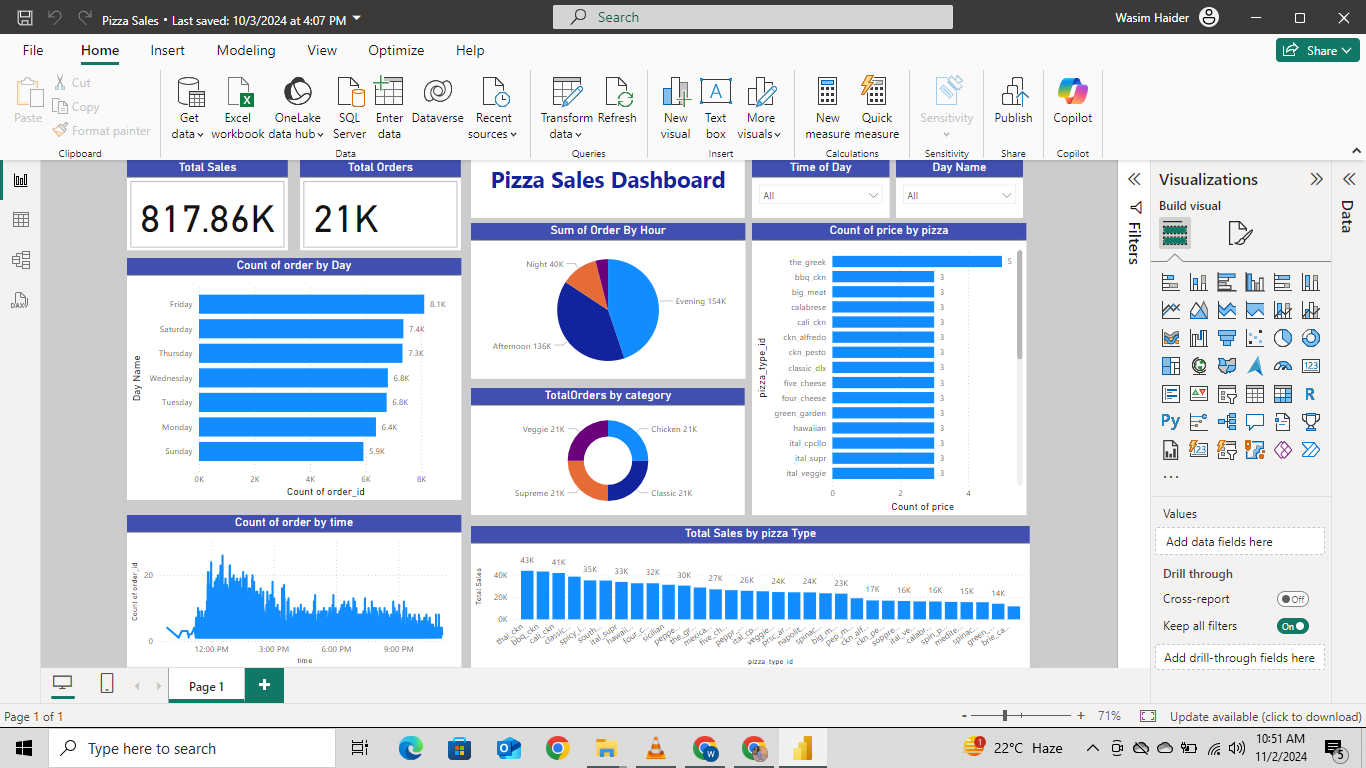 Pizza Sales • Last saved: 10/3/2024 at 4:07 PM
Search
Wasim Haider
File Home Insert Modeling View Optimize Help
Share
Paste
Cut
Copy
Format painter
Clipboard
Get data
Excel workbook
OneLake data hub
SQL Server
Enter data
Dataverse
Recent sources
Data
Transform data
Refresh
Queries
New visual
Text box
More visuals
Insert
New measure
Quick measure
Calculations
Sensitivity
Sensitivity
Publish
Share
Copilot
Copilot
Total Sales
817.86K
Total Orders
21K
Pizza Sales Dashboard
Time of Day
All
Day Name
All
Count of order by Day
Day Name
Friday 8.1K
Saturday 7.4K
Thursday 7.3K
Wednesday 6.8K
Tuesday 6.8K
Monday 6.4K
Sunday 5.9K
0K 2K 4K 6K 8K
Count of order_id
Sum of Order By Hour
Night 40K
Evening 154K
Afternoon 136K
TotalOrders by category
Veggie 21K
Chicken 21K
Supreme 21K
Classic 21K
Count of price by pizza
pizza_type_id
the_greek 5
bbq_ckn 3
big_meat 3
calabrese 3
cali_ckn 3
ckn_alfredo 3
ckn_pesto 3
classic_dlx 3
five_cheese 3
four_cheese 3
green_garden 3
hawaiian 3
ital_cpcllo 3
ital_supr 3
ital_veggie 3
0 2 4
Count of price
Count of order by time
Count of order_id
20
0
12:00 PM 3:00 PM 6:00 PM 9:00 PM
time
Total Sales by pizza Type
Total Sales
43K 41K 35K 33K 32K 30K 27K 26K 24K 24K 23K 17K 16K 16K 15K 14K
40K
20K
0K
thai_ckn bbq_ckn cali_ckn classic... spicy_i... south... ital_supr hawaii... four_c... sicilian peppe... the_gr... mexica... five_ch... peppr... ital_cp... veggie... prsc_ar... napolit... spinac... big_m... pep_m... ckn_alf... ckn_pe... soppre... ital_ve... calabr... spin_p... medite... spinac... green_... brie_ca...
pizza_type_id
Filters
Visualizations
Build visual
Data
DAX
123
R
Py
123
...
Values
Add data fields here
Drill through
Cross-report Off
Keep all filters On
Add drill-through fields here
Page 1
Page 1 of 1
- + 71%
Update available (click to download)
Type here to search
1
22°C Haze
10:51 AM
11/2/2024
5